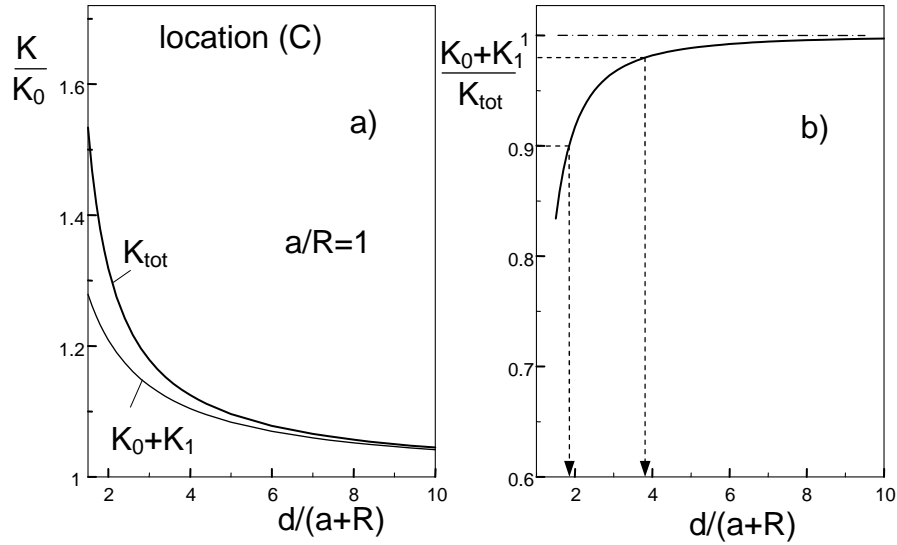 location (C)
K
K0
a)
a/R=1
Ktot
K0+K1
1.6
1.4
1.2
1
2
4
6
8
10
d/(a+R)
K0+K1
Ktot
b)
1
0.9
0.8
0.7
0.6
2
4
6
8
10
d/(a+R)